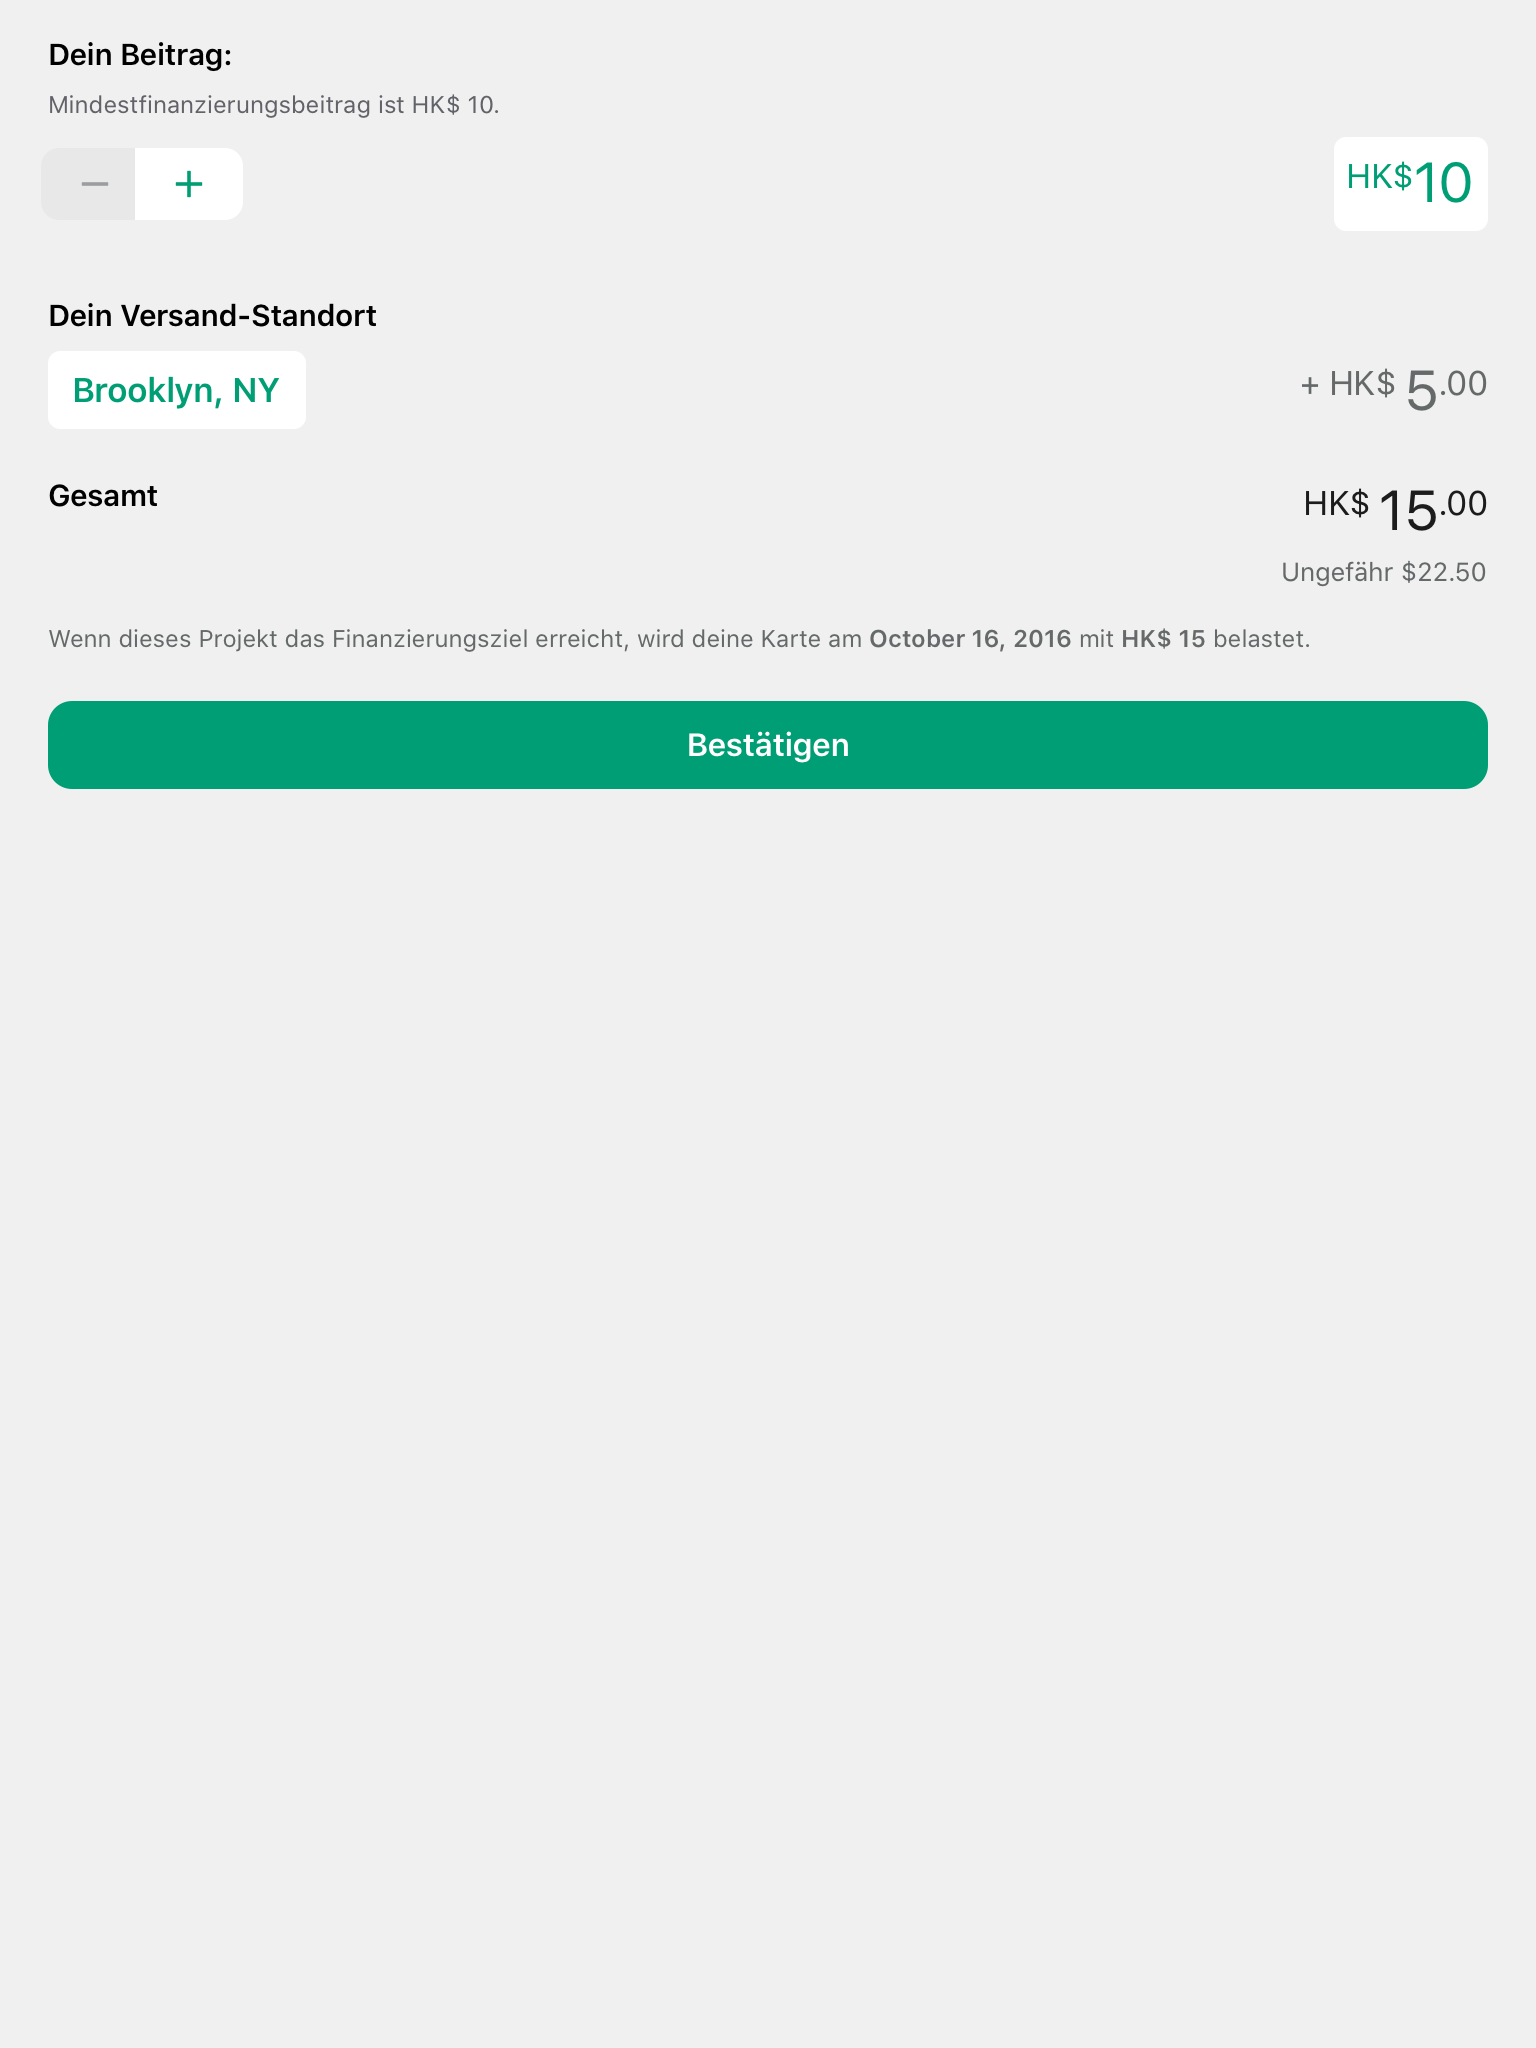 Dein Beitrag:
Mindestfinanzierungsbeitrag ist HK$ 10.
− +
HK$10
Dein Versand-Standort
Brooklyn, NY
+ HK$ 5.00
Gesamt
HK$ 15.00
Ungefähr $22.50
Wenn dieses Projekt das Finanzierungsziel erreicht, wird deine Karte am October 16, 2016 mit HK$ 15 belastet.
Bestätigen